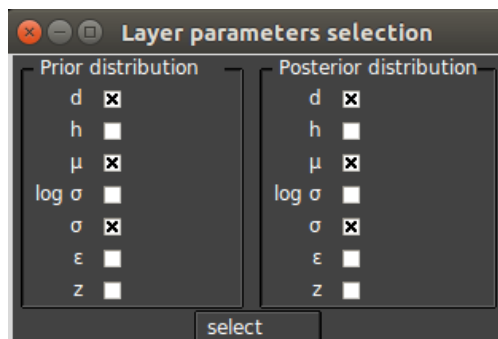 Layer parameters selection
Prior distribution
d
h
μ
log σ
σ
ε
z
Posterior distribution
d
h
μ
log σ
σ
ε
z
select